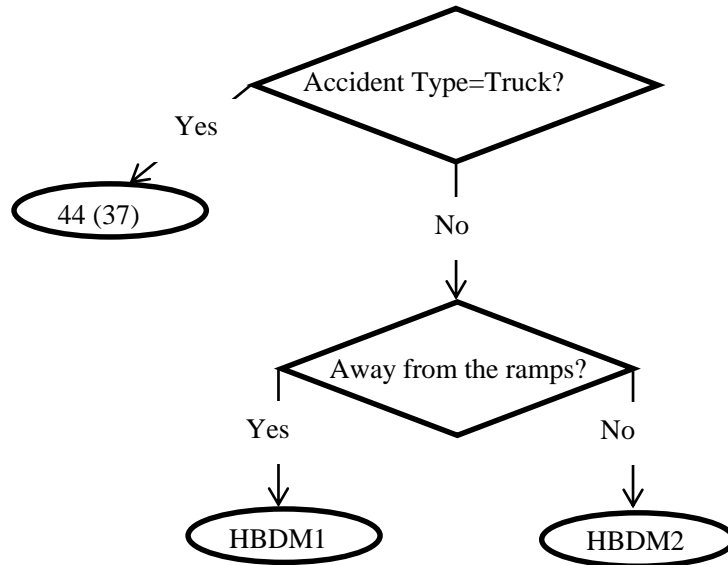 Accident Type=Truck?
Yes
44 (37)
No
Away from the ramps?
Yes
No
HBDM1
HBDM2